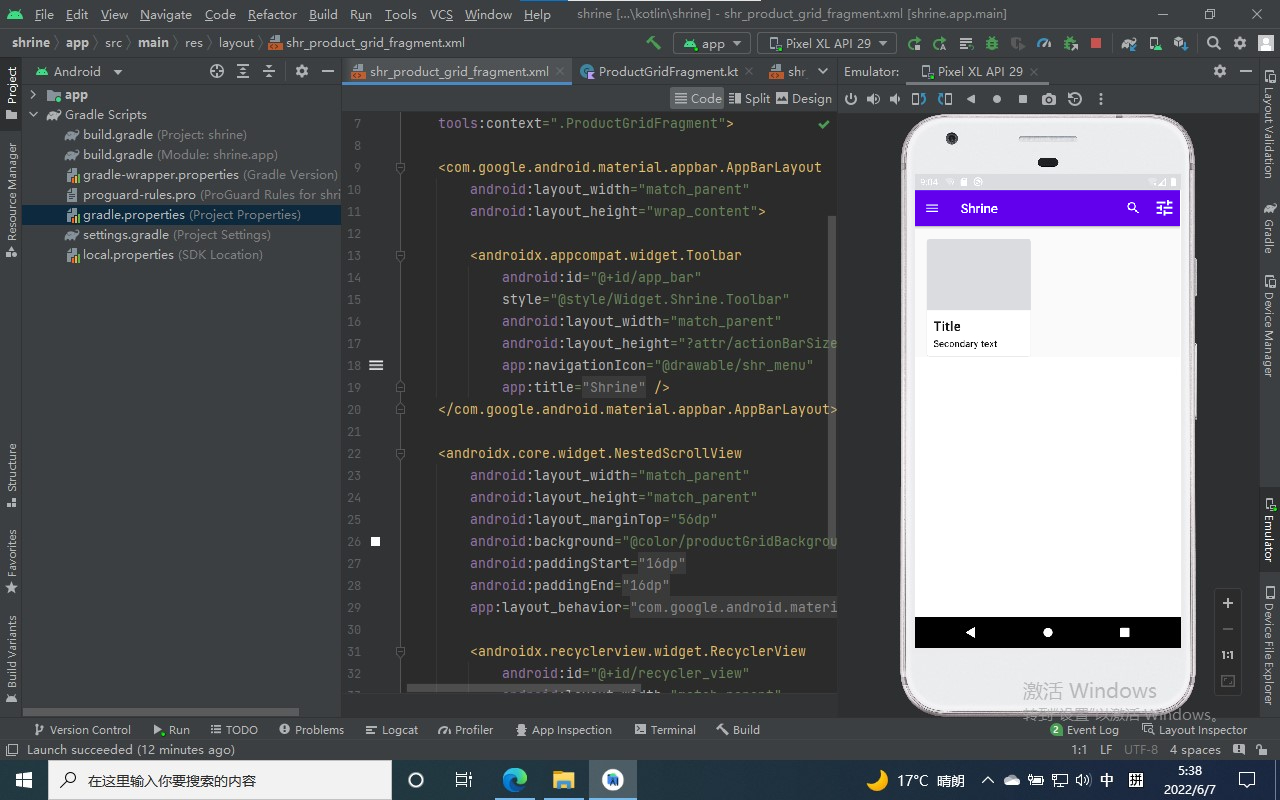 File Edit View Navigate Code Refactor Build Run Tools VCS Window Help shrine [...\kotlin\shrine] - shr_product_grid_fragment.xml [shrine.app.main]
shrine app src main res layout shr_product_grid_fragment.xml
app Pixel XL API 29
Android
shr_product_grid_fragment.xml ProductGridFragment.kt shr
Emulator: Pixel XL API 29
Code Split Design
Project
Resource Manager
Structure
Favorites
Build Variants
app
Gradle Scripts
build.gradle (Project: shrine)
build.gradle (Module: shrine.app)
gradle-wrapper.properties (Gradle Version)
proguard-rules.pro (ProGuard Rules for shri
gradle.properties (Project Properties)
settings.gradle (Project Settings)
local.properties (SDK Location)
7 tools:context=".ProductGridFragment">
8
9 <com.google.android.material.appbar.AppBarLayout
10 android:layout_width="match_parent"
11 android:layout_height="wrap_content">
12
13 <androidx.appcompat.widget.Toolbar
14 android:id="@+id/app_bar"
15 style="@style/Widget.Shrine.Toolbar"
16 android:layout_width="match_parent"
17 android:layout_height="?attr/actionBarSize
18 app:navigationIcon="@drawable/shr_menu"
19 app:title="Shrine" />
20 </com.google.android.material.appbar.AppBarLayout>
21
22 <androidx.core.widget.NestedScrollView
23 android:layout_width="match_parent"
24 android:layout_height="match_parent"
25 android:layout_marginTop="56dp"
26 android:background="@color/productGridBackgrou
27 android:paddingStart="16dp"
28 android:paddingEnd="16dp"
29 app:layout_behavior="com.google.android.materi
30
31 <androidx.recyclerview.widget.RecyclerView
32 android:id="@+id/recycler_view"
android:layout_width="match_parent"
9:04
Shrine
Title
Secondary text
1:1
Layout Validation
Gradle
Device Manager
Emulator
Device File Explorer
激活 Windows
转到"设置"以激活 Windows。
Version Control Run TODO Problems Logcat Profiler App Inspection Terminal Build 2 Event Log Layout Inspector
Launch succeeded (12 minutes ago) 1:1 LF UTF-8 4 spaces
在这里输入你要搜索的内容
17°C 晴朗 中 拼
5:38
2022/6/7